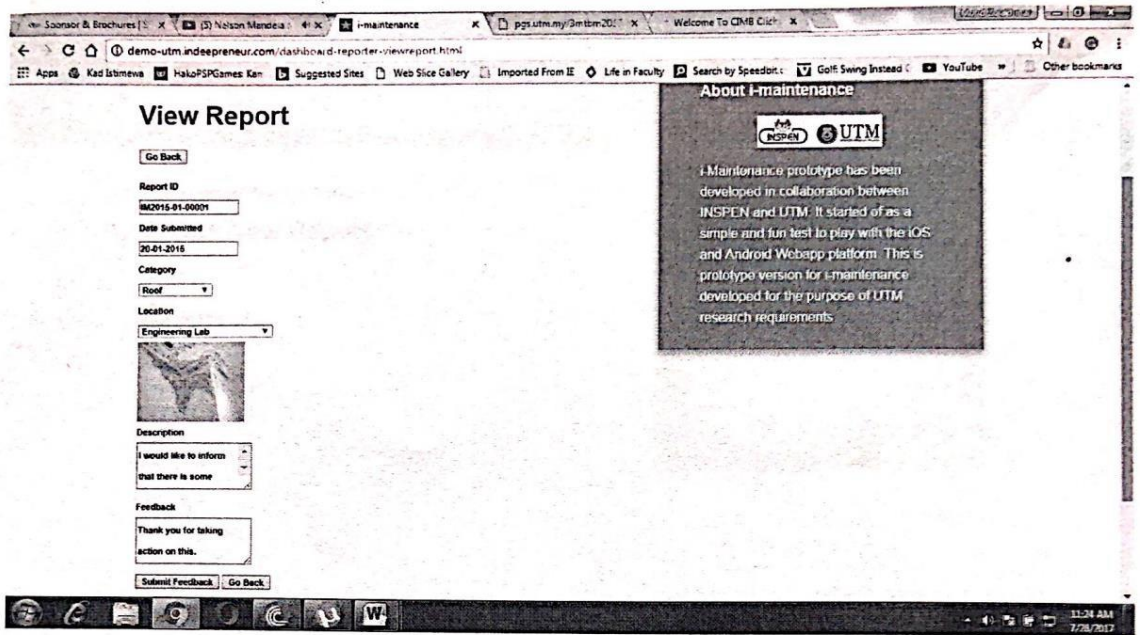 Sponsor & Brochures |
(5) Nelson Mandela
i-maintenance
pgs.utm.my/3mtbm201
Welcome To CIMB Click
demo-utm.indeepreneur.com/dashboard-reporter-viewreport.html
Apps
Kad Istimewa
HakoPSPGames Kan
Suggested Sites
Web Slice Gallery
Imported From IE
Life in Faculty
Search by Speedbit
Golf: Swing Instead
YouTube
Other bookmarks
View Report
Go Back
Report ID
IM2015-01-00001
Date Submitted
20-01-2015
Category
Roof
Location
Engineering Lab
Description
I would like to inform
that there is some
Feedback
Thank you for taking
action on this.
Submit Feedback
Go Back
About i-maintenance
INSPEN
UTM
i-Maintenance prototype has been
developed in collaboration between
INSPEN and UTM. It started of as a
simple and fun test to play with the iOS
and Android Webapp platform. This is
prototype version for i-maintenance
developed for the purpose of UTM
research requirements
W
11:24 AM
7/28/2017